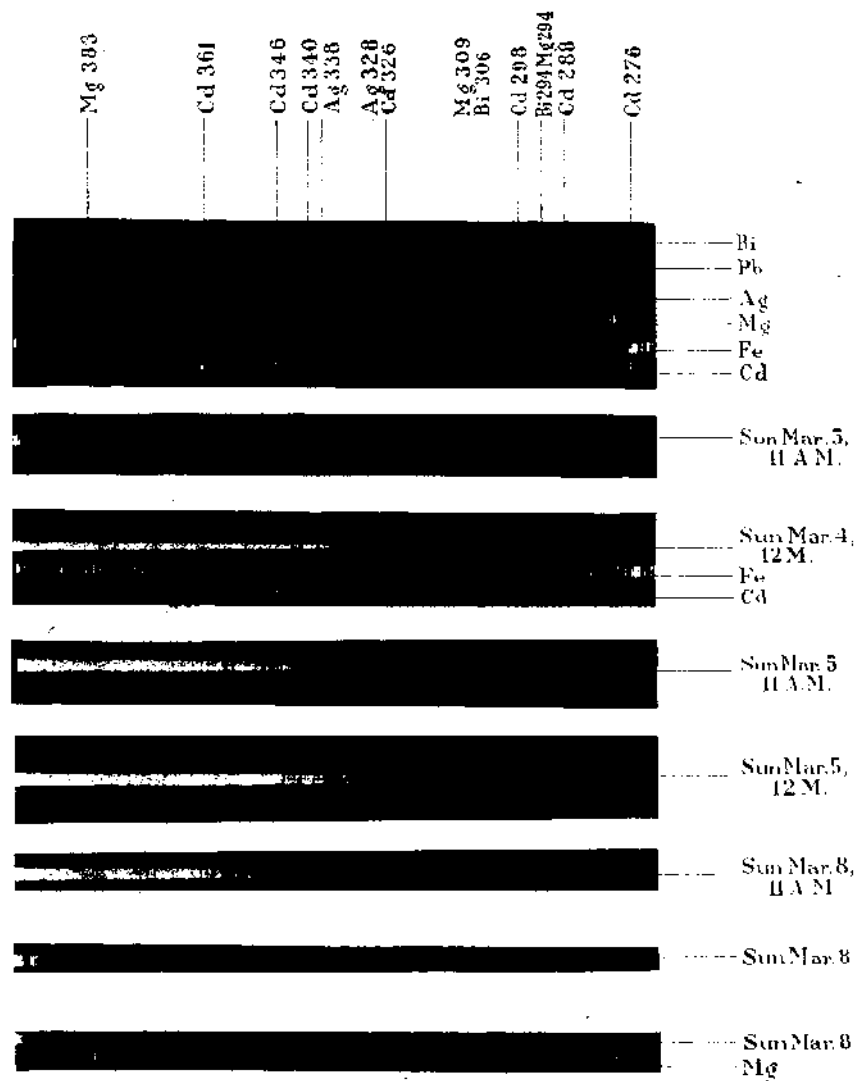 Mg 383
Cd 361
Cd 346
Cd 340
Ag 338
Ag 328
Cd 326
Mg 309
Bi 306
Cd 298
Bi 294 Mg 294
Cd 288
Cd 276
Bi
Pb
Ag
Mg
Fe
Cd
Sun Mar. 5,
11 A M.
Sun Mar. 4,
12 M.
Fe
Cd
Sun Mar. 5
11 A.M.
Sun Mar. 5,
12 M.
Sun Mar. 8,
11 A M
Sun Mar. 8
Sun Mar. 8
Mg